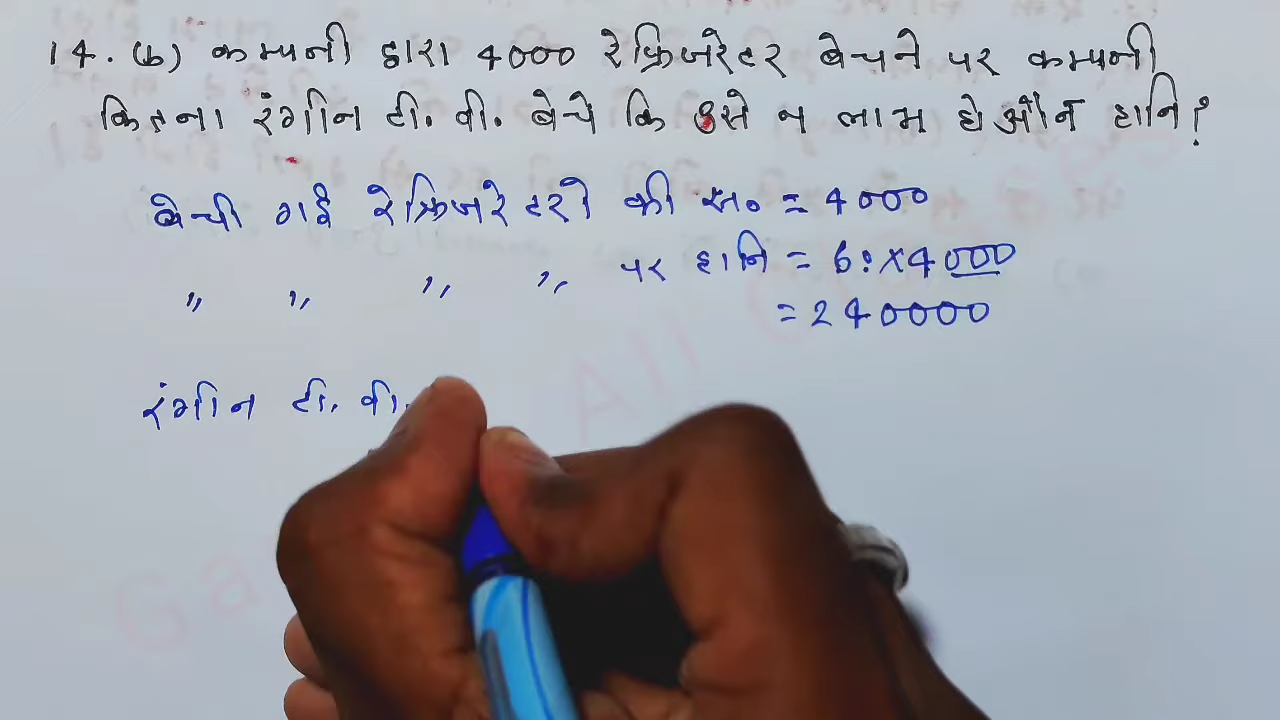 14. (b) कम्पनी द्वारा 4000 रेफ्रिजरेटर बेचने पर कम्पनी
कितना रंगीन टी. वी. बेचे कि उसे न लाभ हो और न हानि?
बेची गई रेफ्रिजरेटरो की स० = 4000
" " " " पर हानि = 60×4000
= 240000
रंगीन टी. वी.